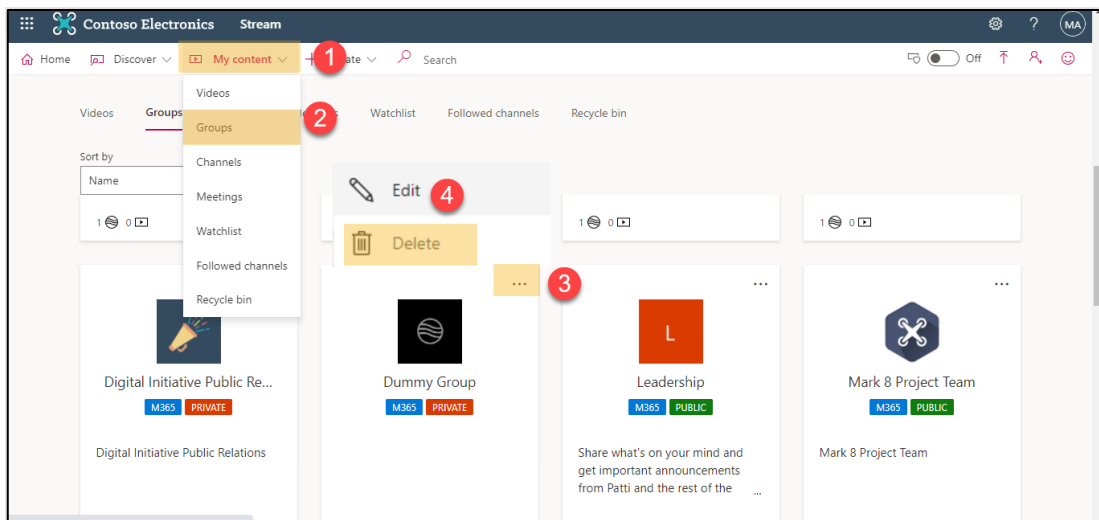 Contoso Electronics Stream MA
Home Discover My content 1 ate Search Off
Videos
Videos Groups 2 Watchlist Followed channels Recycle bin
Groups
Sort by
Channels
Name
Edit 4
Meetings
1 0 1 0 1 0
Watchlist
Delete
Followed channels
... 3 ... ...
Recycle bin
L
Digital Initiative Public Re... Dummy Group Leadership Mark 8 Project Team
M365 PRIVATE M365 PRIVATE M365 PUBLIC M365 PUBLIC
Digital Initiative Public Relations Share what's on your mind and Mark 8 Project Team
get important announcements
from Patti and the rest of the ...